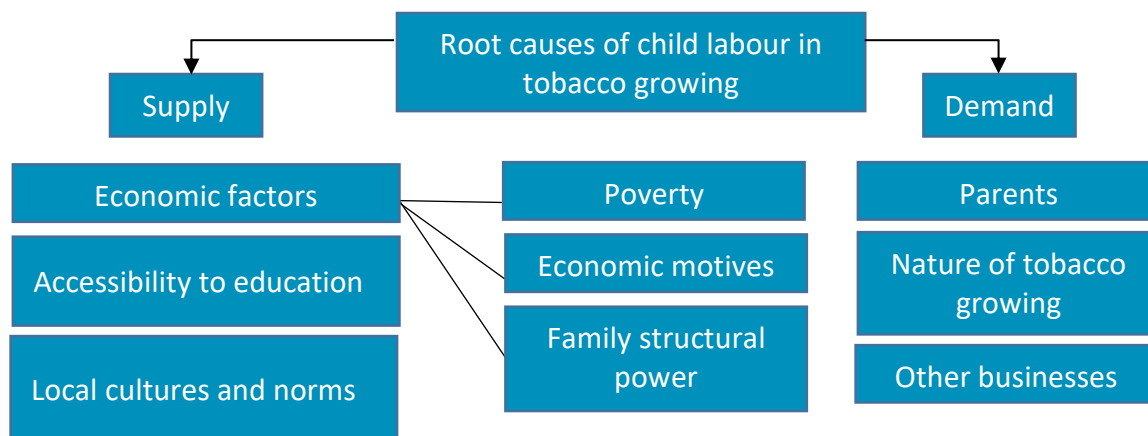 Root causes of child labour in
tobacco growing
Supply
Demand
Economic factors
Poverty
Parents
Accessibility to education
Economic motives
Nature of tobacco
growing
Local cultures and norms
Family structural
power
Other businesses